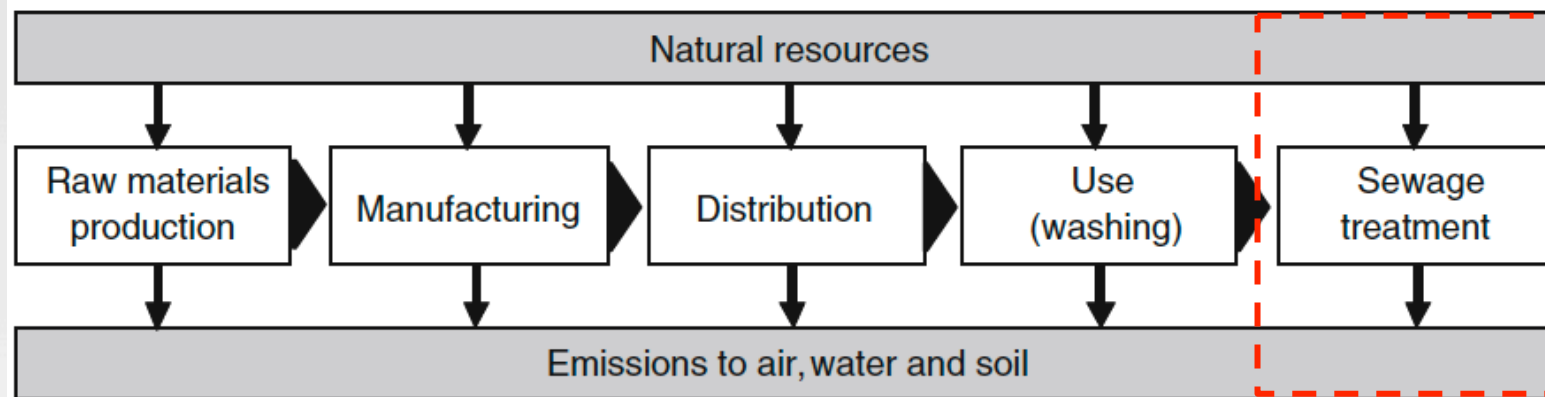 Natural resources
Raw materials
production
Manufacturing
Distribution
Use
(washing)
Sewage
treatment
Emissions to air, water and soil